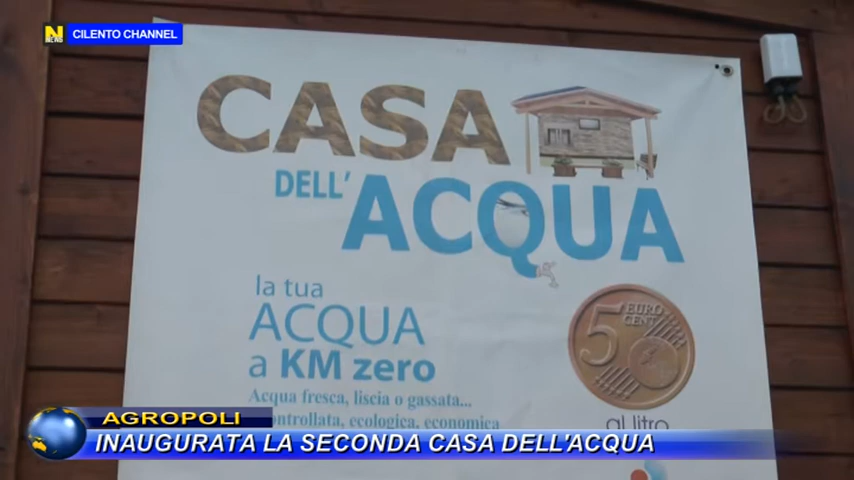 CILENTO CHANNEL
CASA
DELL'ACQUA
la tua
ACQUA
a KM zero
Acqua fresca, liscia o gassata...
controllata, ecologica, economica
5 EURO CENT
al litro
AGROPOLI
INAUGURATA LA SECONDA CASA DELL'ACQUA